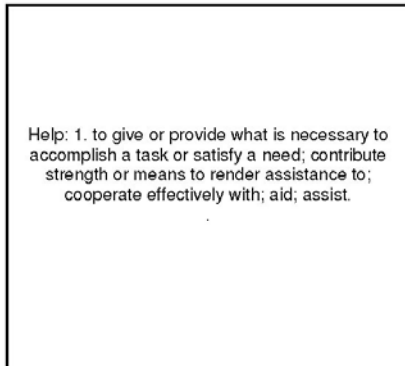 Help: 1. to give or provide what is necessary to
accomplish a task or satisfy a need; contribute
strength or means to render assistance to;
cooperate effectively with; aid; assist.
.